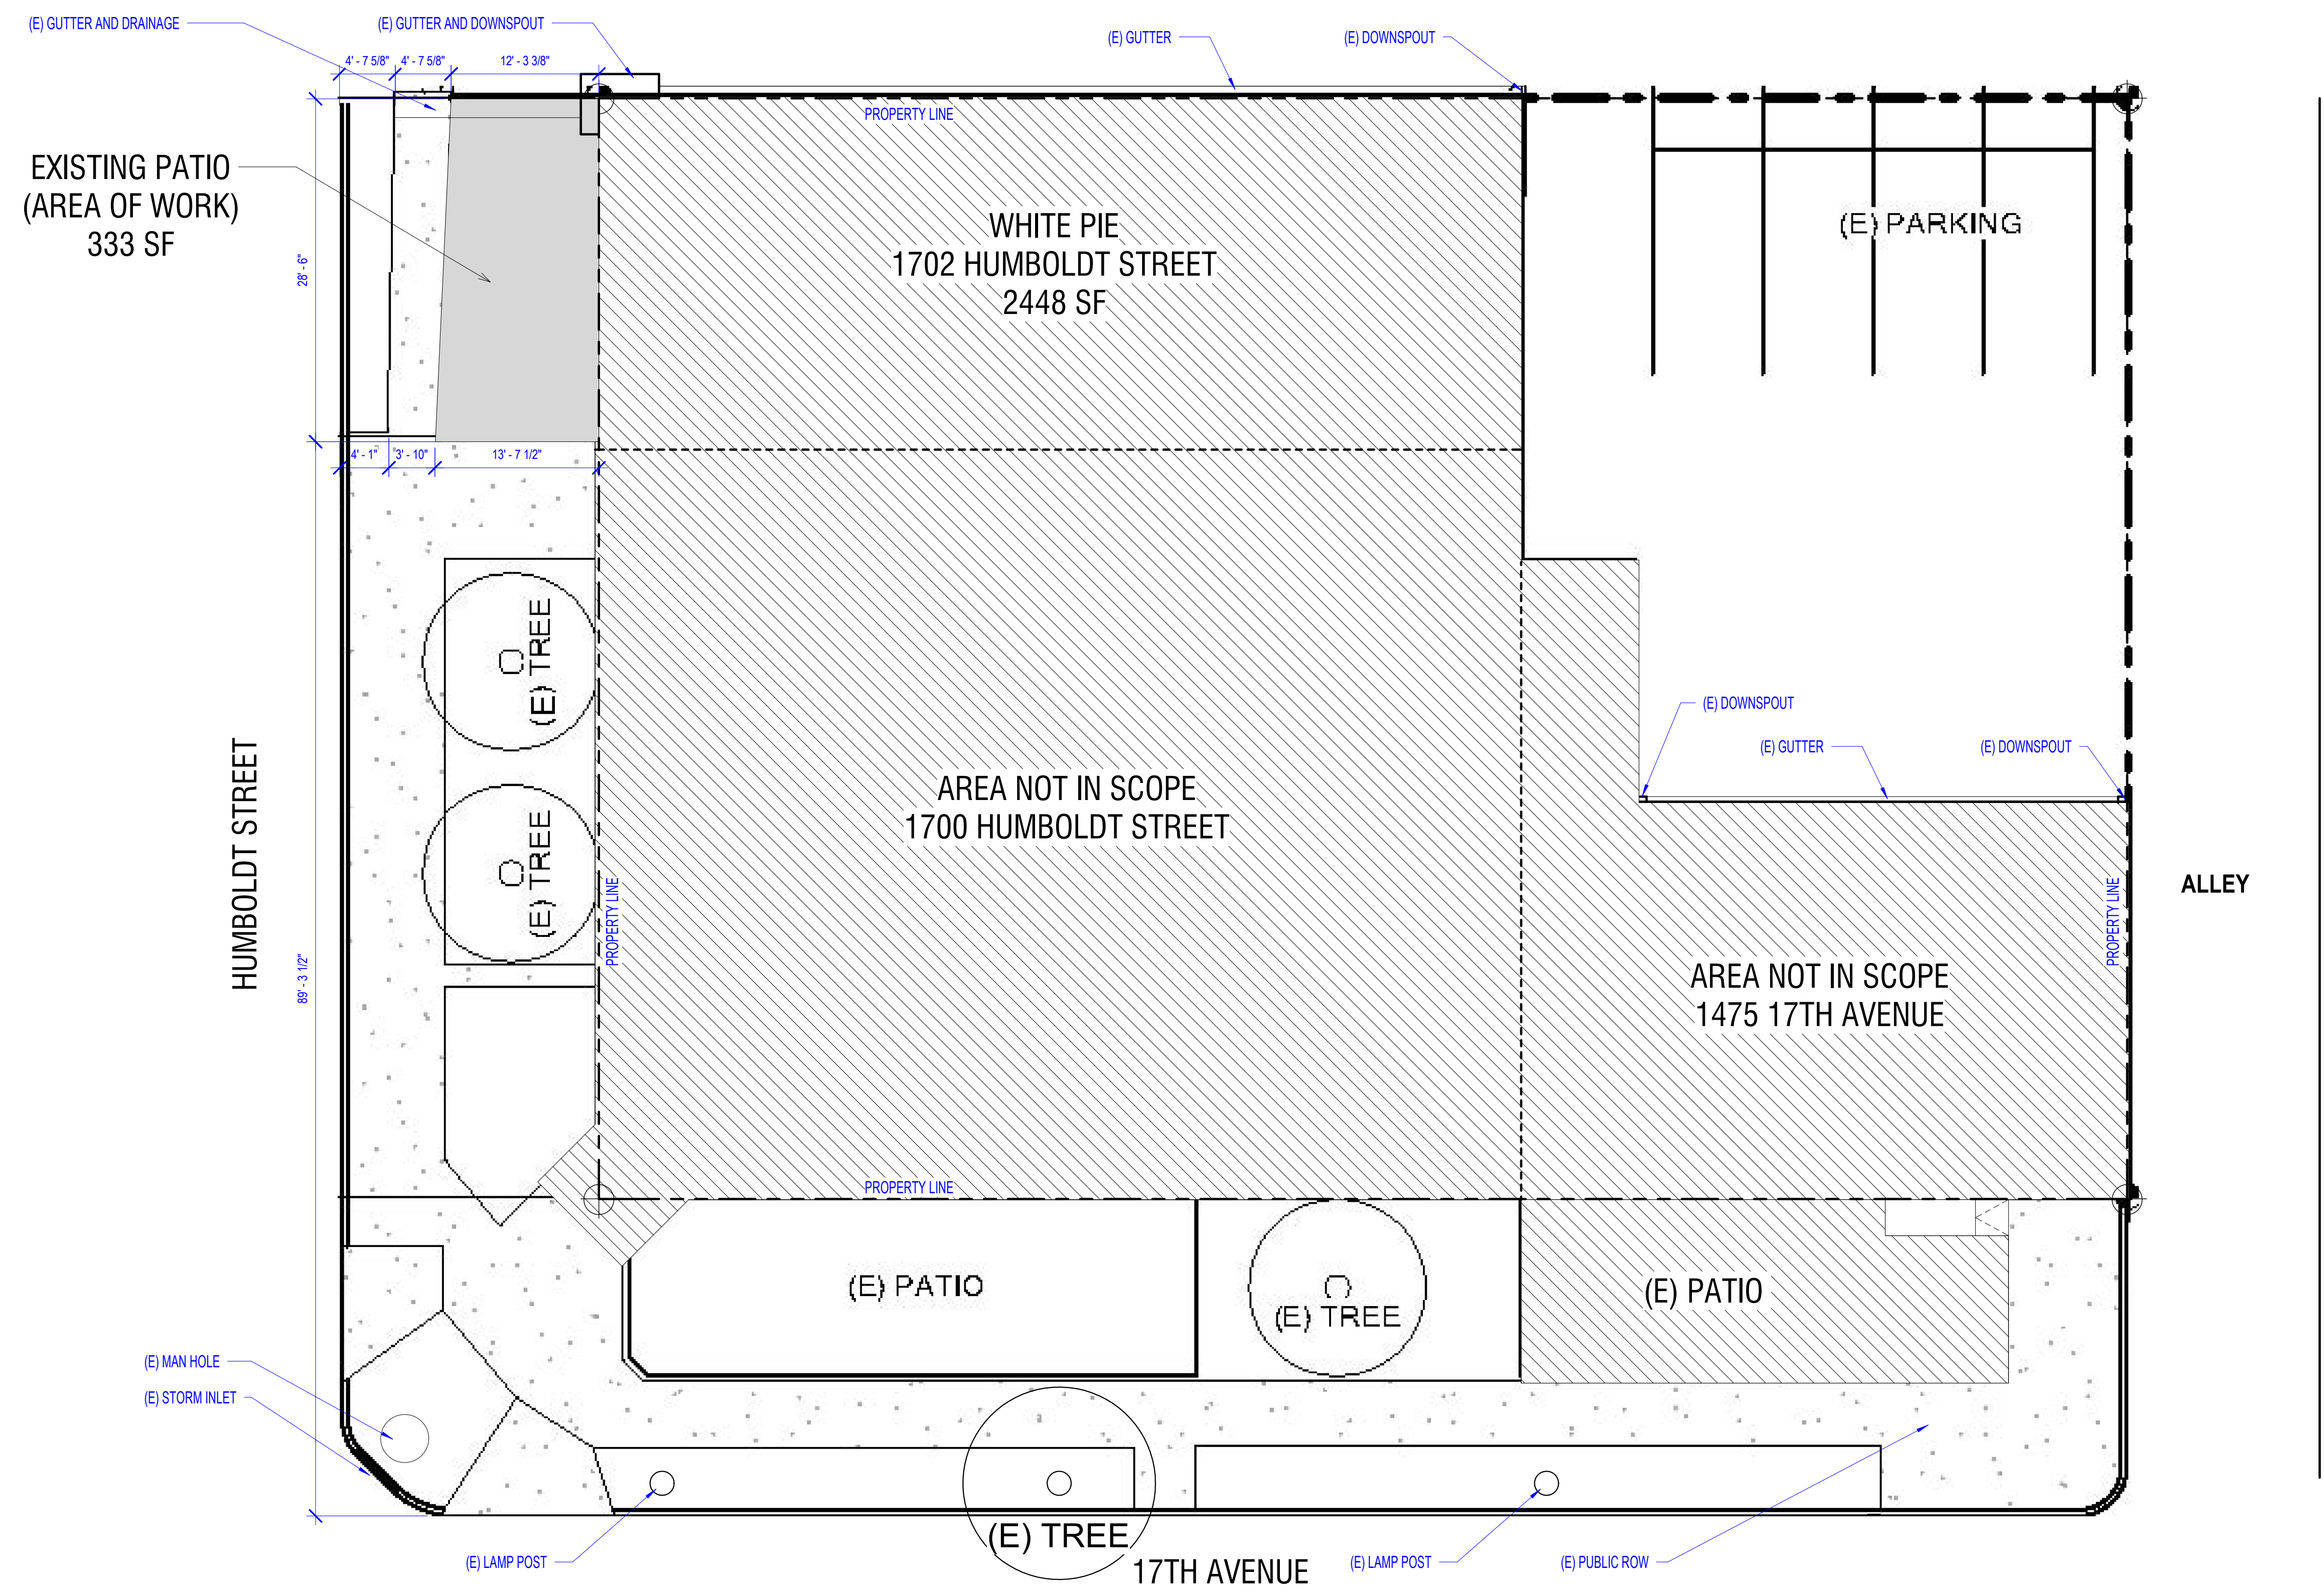 (E) GUTTER AND DRAINAGE
(E) GUTTER AND DOWNSPOUT
(E) GUTTER
(E) DOWNSPOUT
4' - 7 5/8"
4' - 7 5/8"
12' - 3 3/8"
PROPERTY LINE
EXISTING PATIO
(AREA OF WORK)
333 SF
WHITE PIE
1702 HUMBOLDT STREET
2448 SF
(E) PARKING
28' - 6"
4' - 1"
3' - 10"
13' - 7 1/2"
(E) TREE
(E) DOWNSPOUT
(E) GUTTER
(E) DOWNSPOUT
HUMBOLDT STREET
(E) TREE
AREA NOT IN SCOPE
1700 HUMBOLDT STREET
PROPERTY LINE
PROPERTY LINE
ALLEY
89' - 3 1/2"
AREA NOT IN SCOPE
1475 17TH AVENUE
PROPERTY LINE
(E) PATIO
(E) TREE
(E) PATIO
(E) MAN HOLE
(E) STORM INLET
(E) TREE
(E) LAMP POST
17TH AVENUE
(E) LAMP POST
(E) PUBLIC ROW